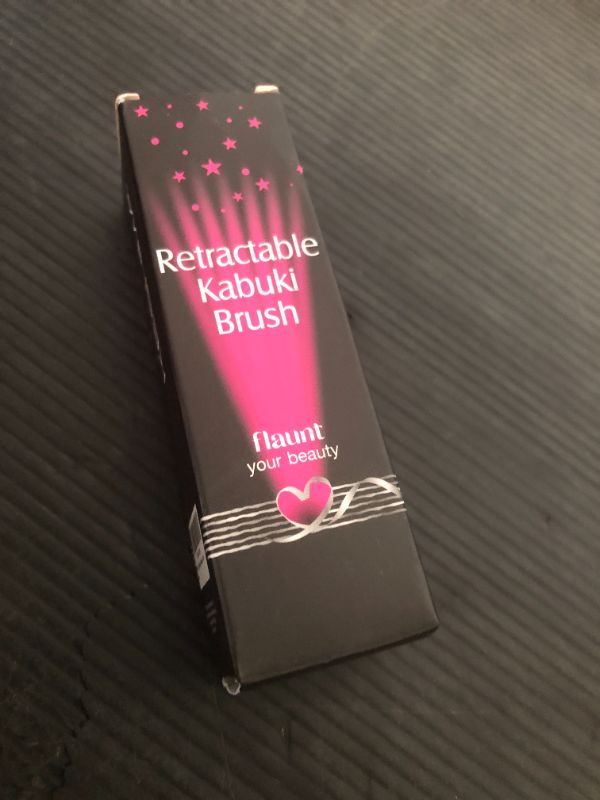 Retractable
Kabuki
Brush
flaunt
your beauty